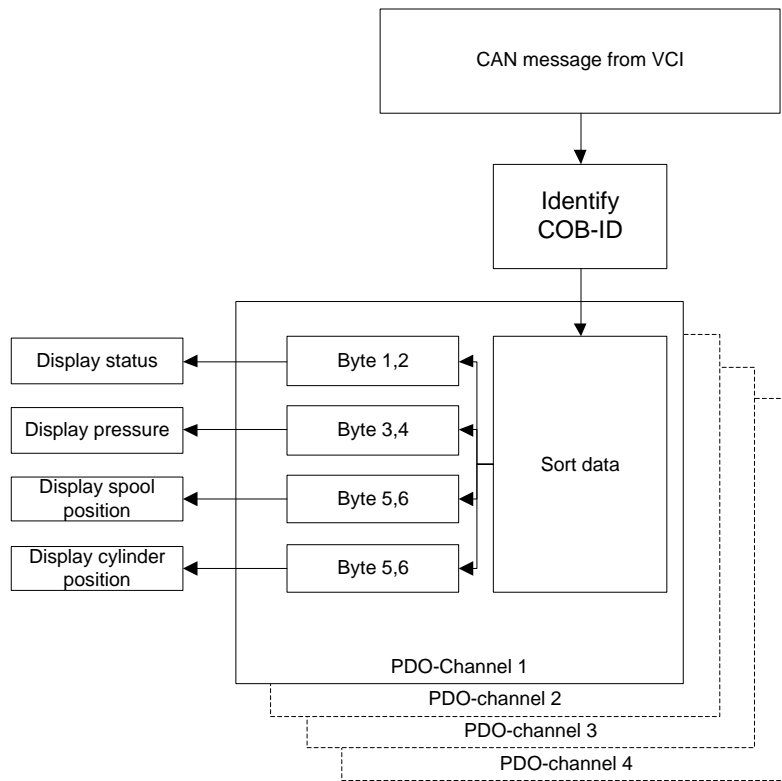 CAN message from VCI
Identify
COB-ID
Display status
Byte 1,2
Display pressure
Byte 3,4
Sort data
Display spool
position
Byte 5,6
Display cylinder
position
Byte 5,6
PDO-Channel 1
PDO-channel 2
PDO-channel 3
PDO-channel 4